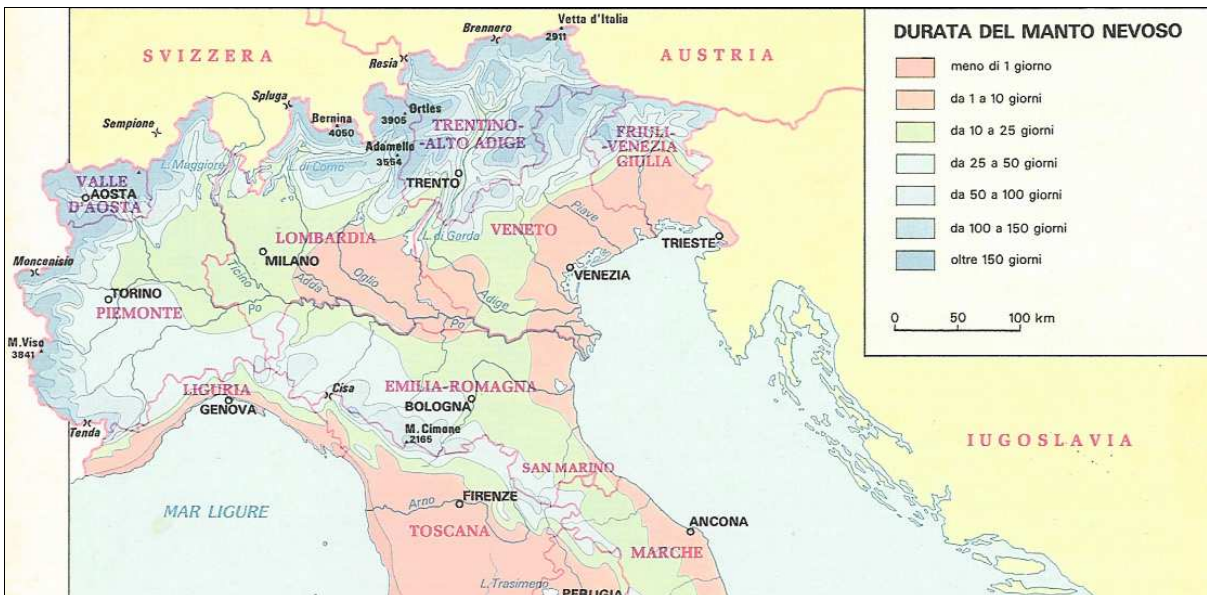 Vetta d'Italia
2911
Brennero
SVIZZERA
AUSTRIA
Resia
Spluga
Ortles
3905
Bernina
4050
Sempione
TRENTINO-
-ALTO ADIGE
FRIULI-
VENEZIA
GIULIA
Adamello
3554
L. Maggiore
L. di Como
VALLE
D'AOSTA
AOSTA
TRENTO
Piave
L. di Garda
VENETO
LOMBARDIA
TRIESTE
MILANO
VENEZIA
Moncenisio
Ticino
Adda
Oglio
Adige
TORINO
PIEMONTE
Po
Po
M. Viso
3841
LIGURIA
GENOVA
Cisa
EMILIA-ROMAGNA
BOLOGNA
M. Cimone
2165
Tenda
SAN MARINO
Arno
FIRENZE
MAR LIGURE
TOSCANA
ANCONA
MARCHE
L. Trasimeno
PERUGIA
IUGOSLAVIA
DURATA DEL MANTO NEVOSO
meno di 1 giorno
da 1 a 10 giorni
da 10 a 25 giorni
da 25 a 50 giorni
da 50 a 100 giorni
da 100 a 150 giorni
oltre 150 giorni
0 50 100 km